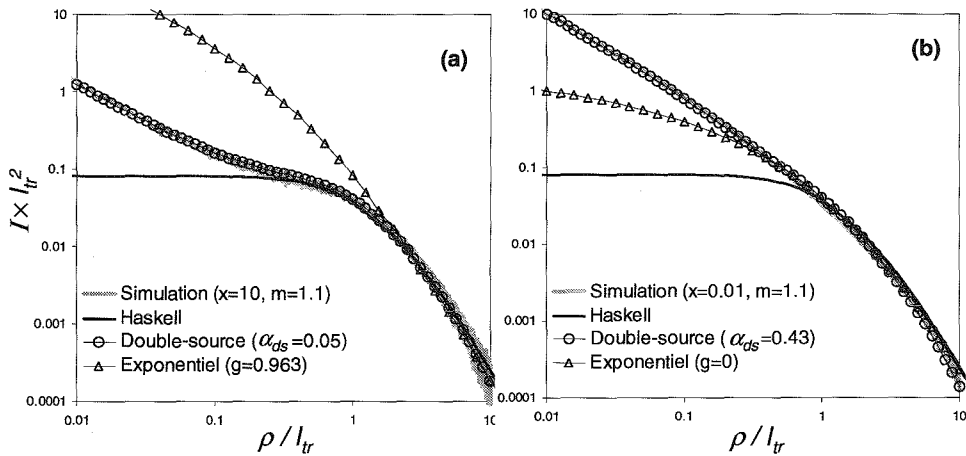 (a)
10
1
0.1
0.01
0.001
0.0001
I × l_tr^2
Simulation (x=10, m=1.1)
Haskell
Double-source (α_ds=0.05)
Exponentiel (g=0.963)
0.01
0.1
1
10
ρ / l_tr
(b)
10
1
0.1
0.01
0.001
0.0001
Simulation (x=0.01, m=1.1)
Haskell
Double-source (α_ds=0.43)
Exponentiel (g=0)
0.01
0.1
1
10
ρ / l_tr